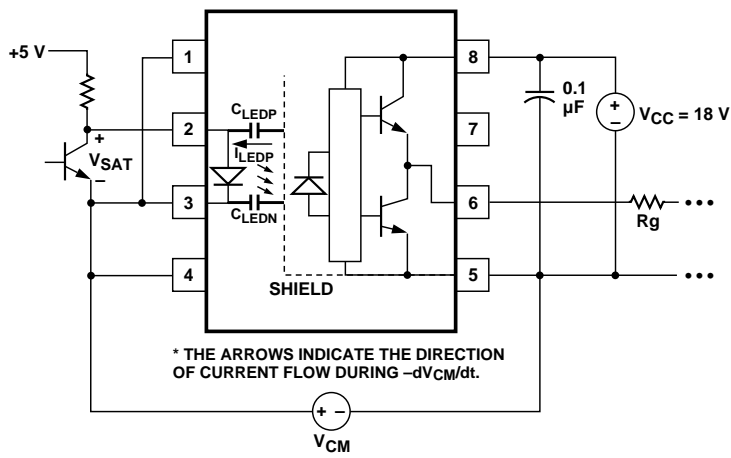 +5 V
1
8
0.1
µF
+
–
V_CC = 18 V
C_LEDP
2
7
+
V_SAT
–
I_LEDP
3
C_LEDN
6
Rg
•••
4
5
•••
SHIELD
* THE ARROWS INDICATE THE DIRECTION
OF CURRENT FLOW DURING –dV_CM/dt.
+ –
V_CM